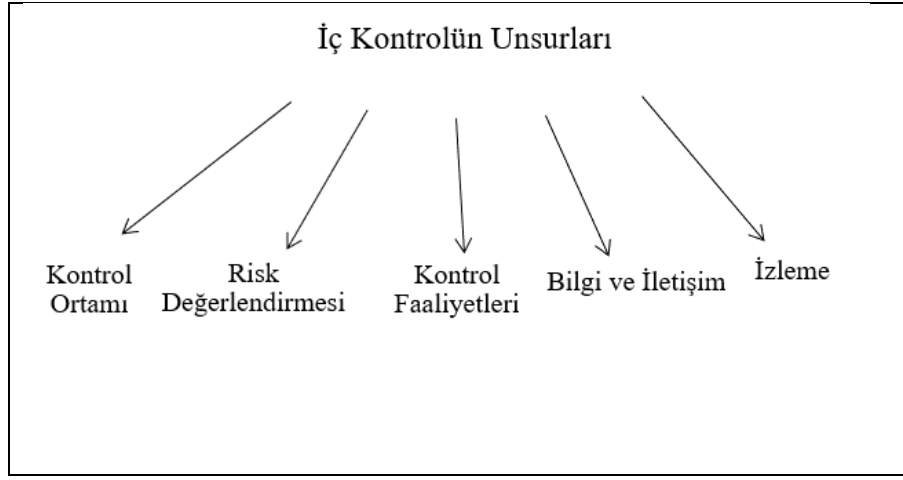 İç Kontrolün Unsurları
Kontrol
Ortamı
Risk
Değerlendirmesi
Kontrol
Faaliyetleri
Bilgi ve İletişim
İzleme